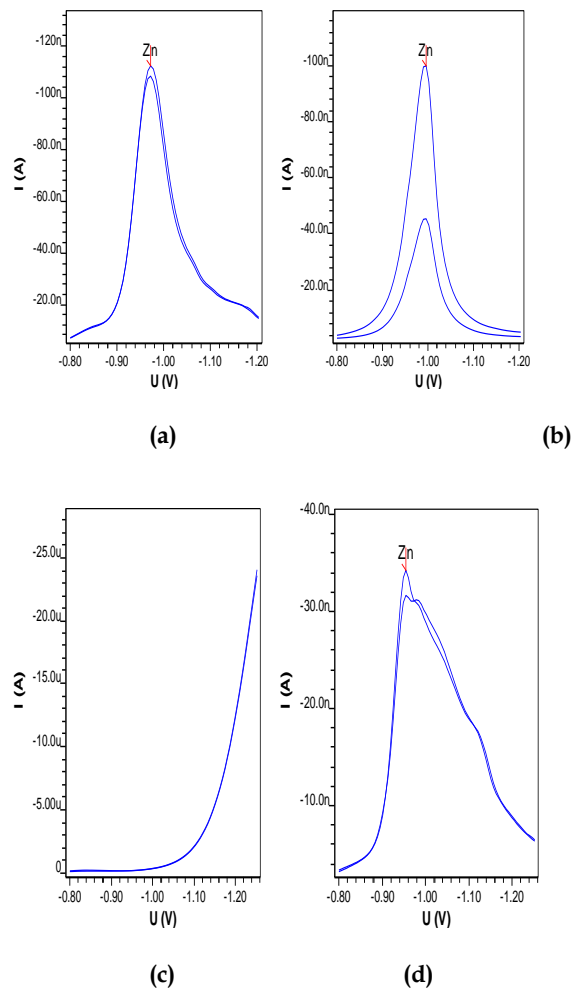 Zn
-120n
-100n
-80.0n
-60.0n
-40.0n
-20.0n
I (A)
-0.80 -0.90 -1.00 -1.10 -1.20
U (V)
(a)
Zn
-100n
-80.0n
-60.0n
-40.0n
-20.0n
I (A)
-0.80 -0.90 -1.00 -1.10 -1.20
U (V)
(b)
-25.0u
-20.0u
-15.0u
-10.0u
-5.00u
0
I (A)
-0.80 -0.90 -1.00 -1.10 -1.20
U (V)
(c)
-40.0n
Zn
-30.0n
-20.0n
-10.0n
I (A)
-0.80 -0.90 -1.00 -1.10 -1.20
U (V)
(d)